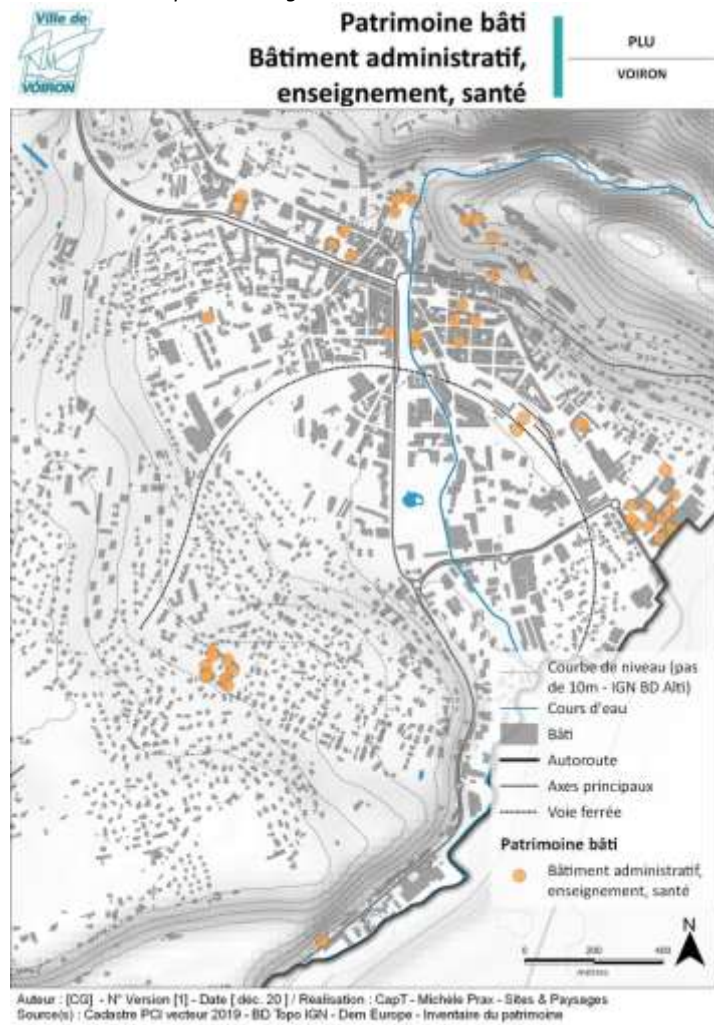 Ville de
VOIRON
Patrimoine bâti
Bâtiment administratif,
enseignement, santé
PLU
VOIRON
Courbe de niveau (pas
de 10m - IGN BD Alti)
Cours d'eau
Bâti
Autoroute
Axes principaux
Voie ferrée
Patrimoine bâti
Bâtiment administratif,
enseignement, santé
N
0 200 400
mètres
Auteur : [CG] - N° Version [1] - Date [ déc. 20 ] / Réalisation : CapT - Michèle Prax - Sites & Paysages
Source(s) : Cadastre PCI vecteur 2019 - BD Topo IGN - Dem Europe - Inventaire du patrimoine